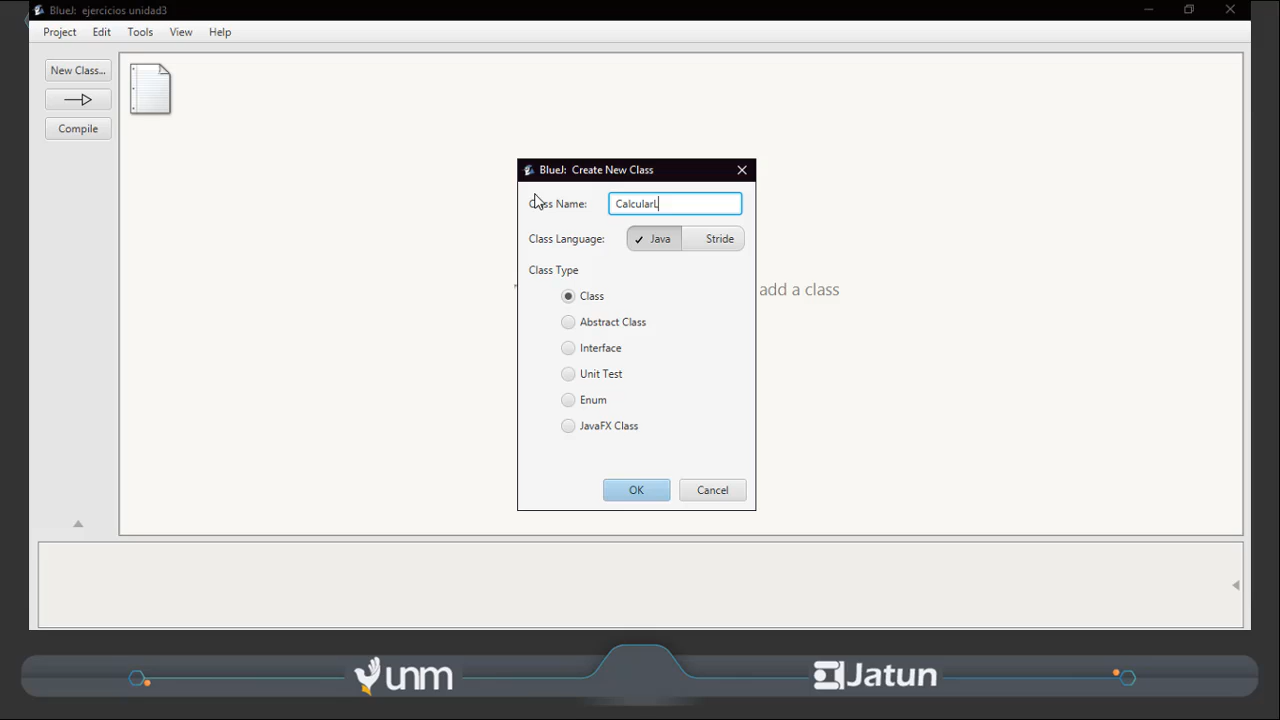 BlueJ: ejercicios unidad3
Project Edit Tools View Help
New Class...
Compile
BlueJ: Create New Class
Class Name: CalcularL
Class Language: Java Stride
Class Type
Class
add a class
Abstract Class
Interface
Unit Test
Enum
JavaFX Class
OK Cancel
unm Jatun